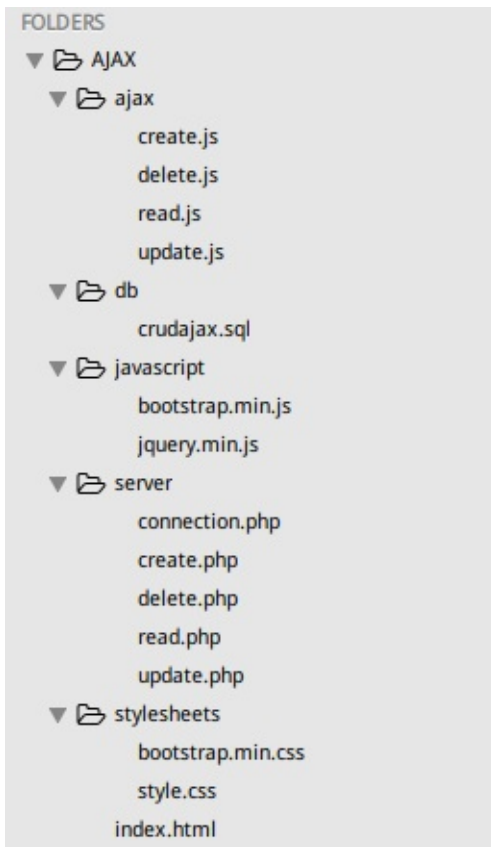 FOLDERS
AJAX
ajax
create.js
delete.js
read.js
update.js
db
crudajax.sql
javascript
bootstrap.min.js
jquery.min.js
server
connection.php
create.php
delete.php
read.php
update.php
stylesheets
bootstrap.min.css
style.css
index.html